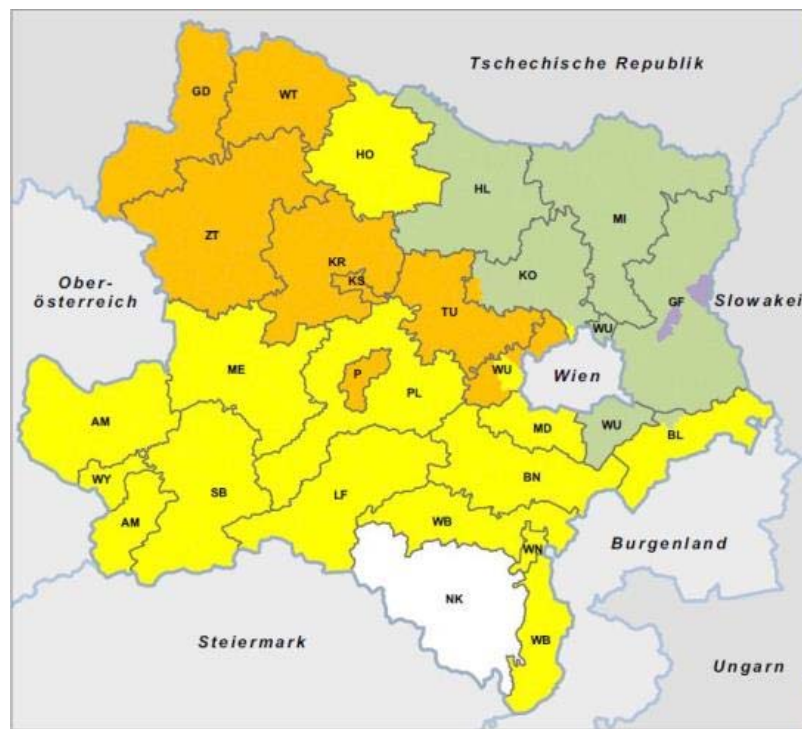 Tschechische Republik
GD
WT
HO
HL
MI
ZT
KR
KS
KO
Ober-
österreich
GF
Slowakei
TU
WU
ME
P
PL
WU
Wien
AM
MD
WU
BL
WY
SB
BN
AM
LF
WB
WN
Burgenland
NK
Steiermark
WB
Ungarn